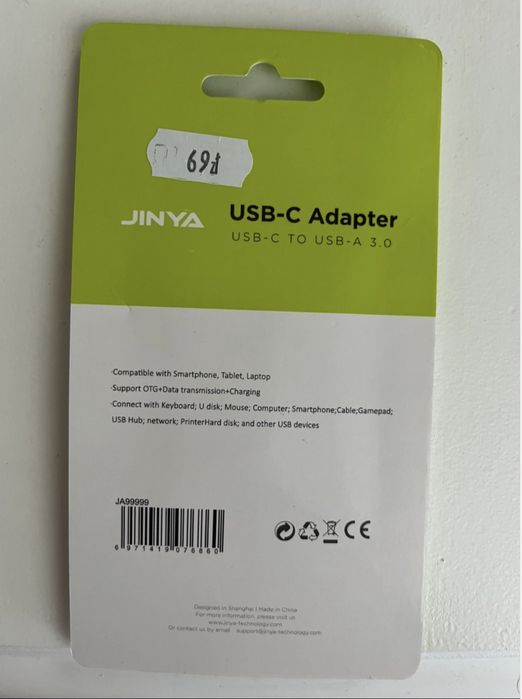 69zł
JINYA
USB-C Adapter
USB-C TO USB-A 3.0
·Compatible with Smartphone, Tablet, Laptop
·Support OTG+Data transmission+Charging
·Connect with Keyboard; U disk; Mouse; Computer; Smartphone;Cable;Gamepad;
USB Hub; network; PrinterHard disk; and other USB devices
JA99999
6 971419 076860
CE
Designed in Shanghai | Made in China
For more information, please visit us
www.jinya-technology.com
Or contact us by email : support@jinya-technology.com